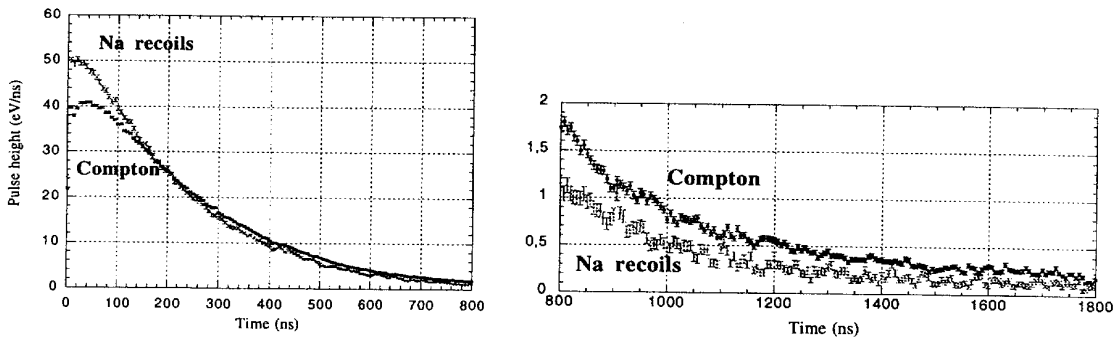 60
50
40
30
20
10
0
Pulse height (eV/ns)
Na recoils
Compton
0 100 200 300 400 500 600 700 800
Time (ns)
2
1.5
1
0,5
0
Compton
Na recoils
800 1000 1200 1400 1600 1800
Time (ns)